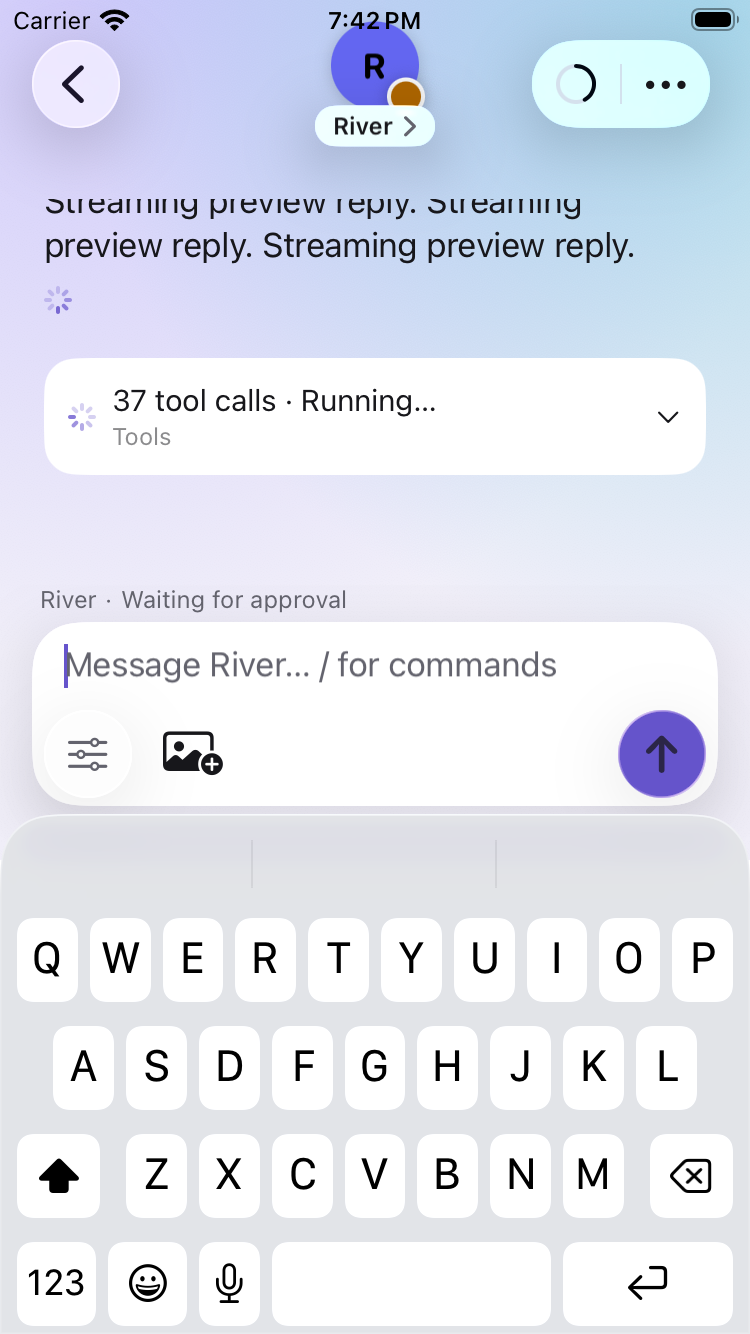 Carrier
7:42 PM
R
River
Streaming preview reply. Streaming
preview reply. Streaming preview reply.
37 tool calls · Running...
Tools
River · Waiting for approval
Message River... / for commands
Q W E R T Y U I O P
A S D F G H J K L
Z X C V B N M
123